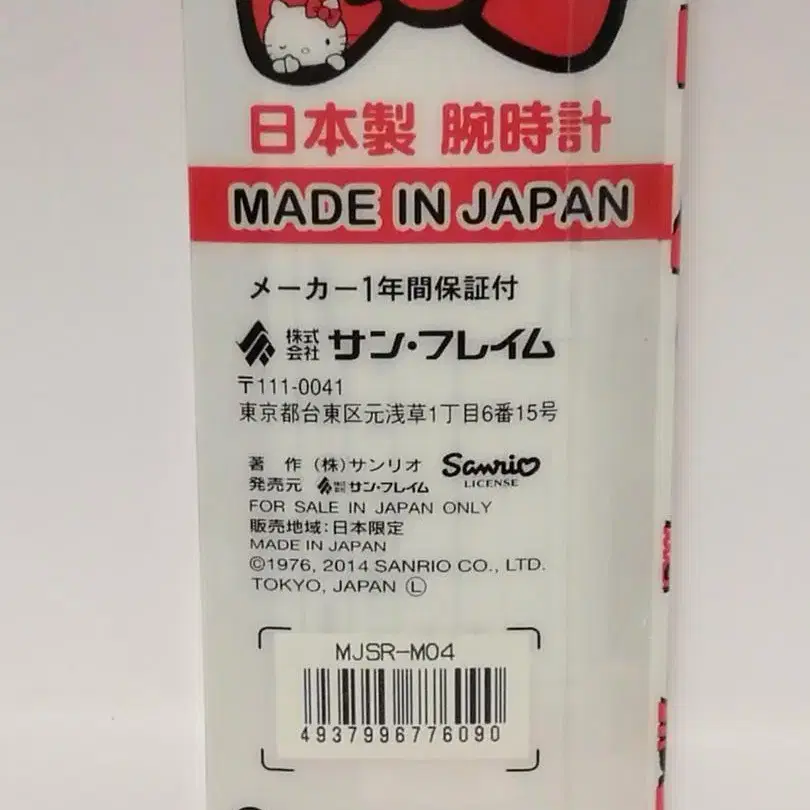 日本製 腕時計
MADE IN JAPAN
メーカー1年間保証付
株式会社 サン・フレイム
〒111-0041
東京都台東区元浅草1丁目6番15号
著 作 (株)サンリオ Sanrio
LICENSE
発売元 株式会社 サン・フレイム
FOR SALE IN JAPAN ONLY
販売地域:日本限定
MADE IN JAPAN
©1976, 2014 SANRIO CO., LTD.
TOKYO, JAPAN Ⓛ
MJSR-M04
4937996776090